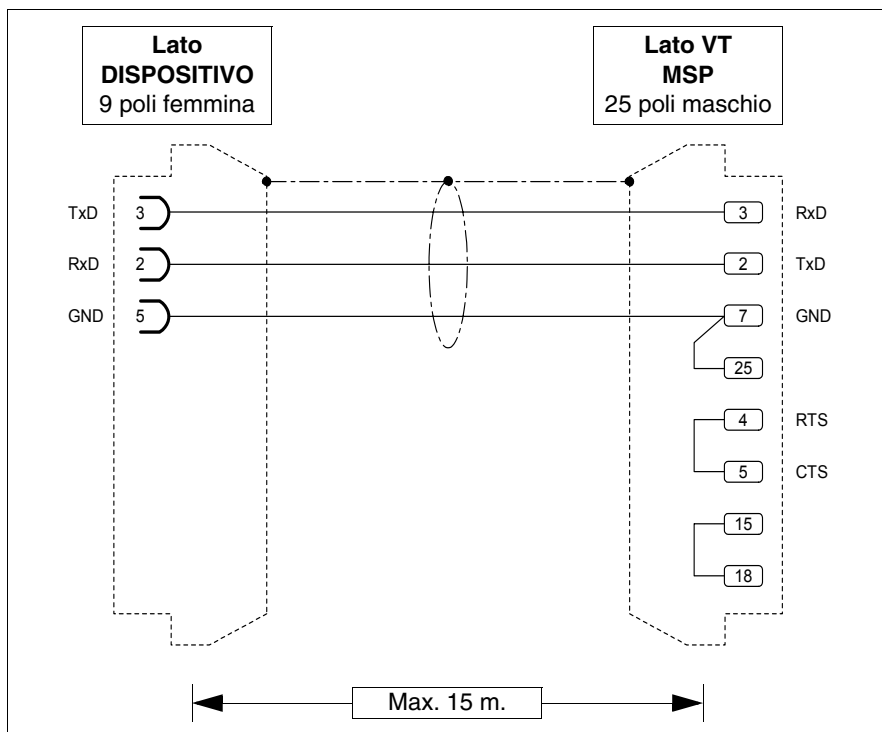 Lato
DISPOSITIVO
9 poli femmina
Lato VT
MSP
25 poli maschio
TxD 3 3 RxD
RxD 2 2 TxD
GND 5 7 GND
25
4 RTS
5 CTS
15
18
Max. 15 m.